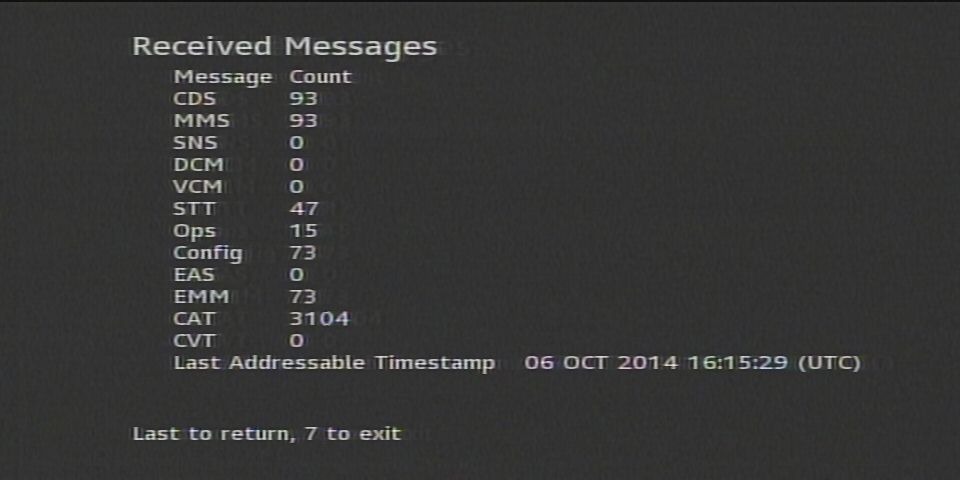 Received Messages
Message Count
CDS 93
MMS 93
SNS 0
DCM 0
VCM 0
STT 47
Ops 15
Config 73
EAS 0
EMM 73
CAT 3104
CVT 0
Last Addressable Timestamp 06 OCT 2014 16:15:29 (UTC)
Last to return, 7 to exit